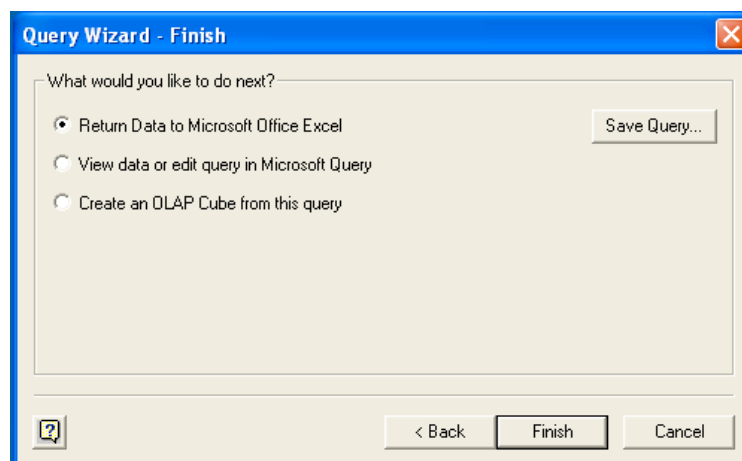 Query Wizard - Finish
What would you like to do next?
Return Data to Microsoft Office Excel
Save Query...
View data or edit query in Microsoft Query
Create an OLAP Cube from this query
?
< Back
Finish
Cancel